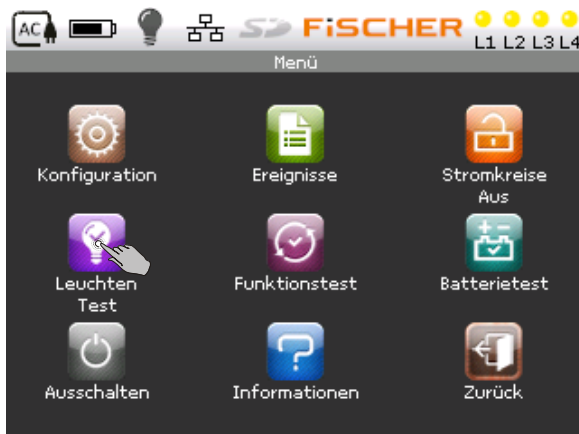 AC SD FiSCHER L1 L2 L3 L4
Menü
Konfiguration
Ereignisse
Stromkreise
Aus
Leuchten
Test
Funktionstest
Batterietest
Ausschalten
Informationen
Zurück